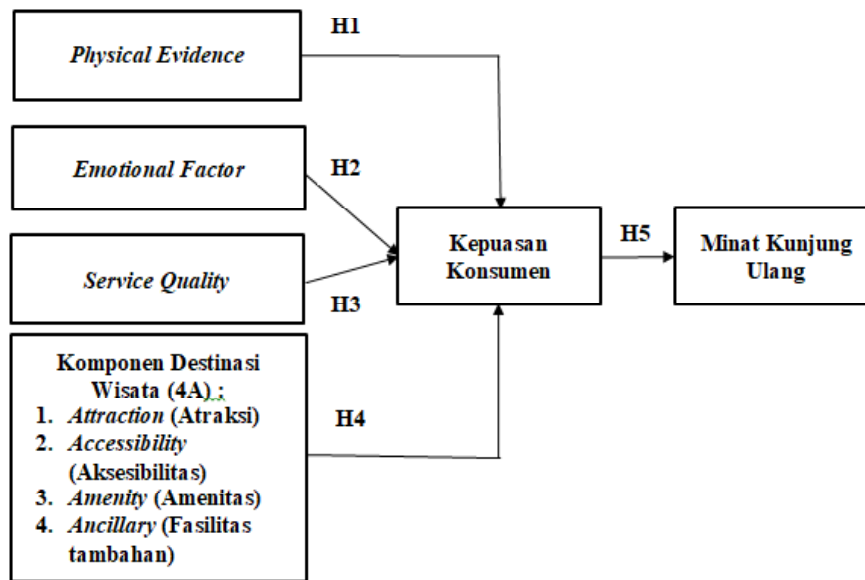 H1
Physical Evidence
Emotional Factor
H2
Service Quality
H3
Kepuasan
Konsumen
H5
Minat Kunjung
Ulang
Komponen Destinasi
Wisata (4A) :
1. Attraction (Atraksi)
2. Accessibility
(Aksesibilitas)
3. Amenity (Amenitas)
4. Ancillary (Fasilitas
tambahan)
H4